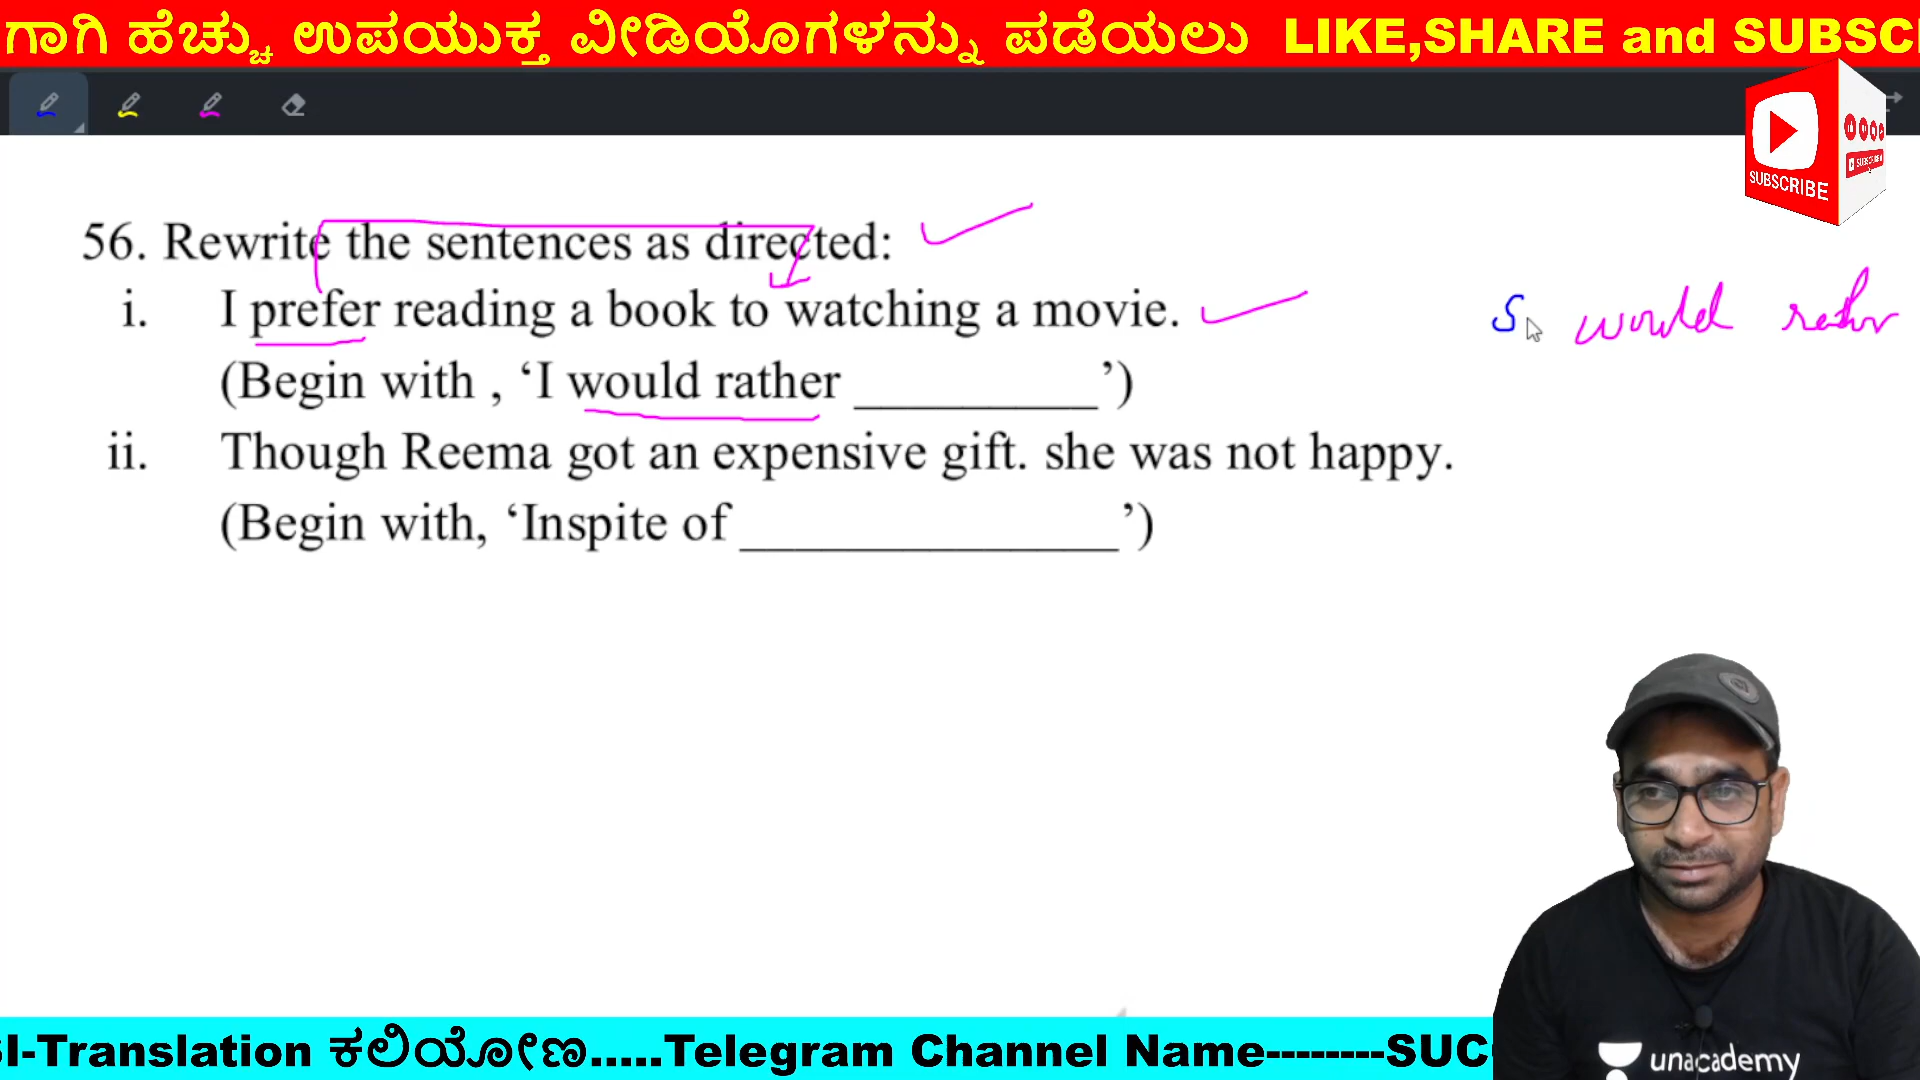 ಗಾಗಿ ಹೆಚ್ಚು ಉಪಯುಕ್ತ ವೀಡಿಯೊಗಳನ್ನು ಪಡೆಯಲು LIKE,SHARE and SUBSC
SUBSCRIBE
56. Rewrite the sentences as directed:
i. I prefer reading a book to watching a movie.
S would rather
(Begin with , ‘I would rather __________’)
ii. Though Reema got an expensive gift. she was not happy.
(Begin with, ‘Inspite of ______________’)
unacademy
I-Translation ಕಲಿಯೋಣ.....Telegram Channel Name--------SUC